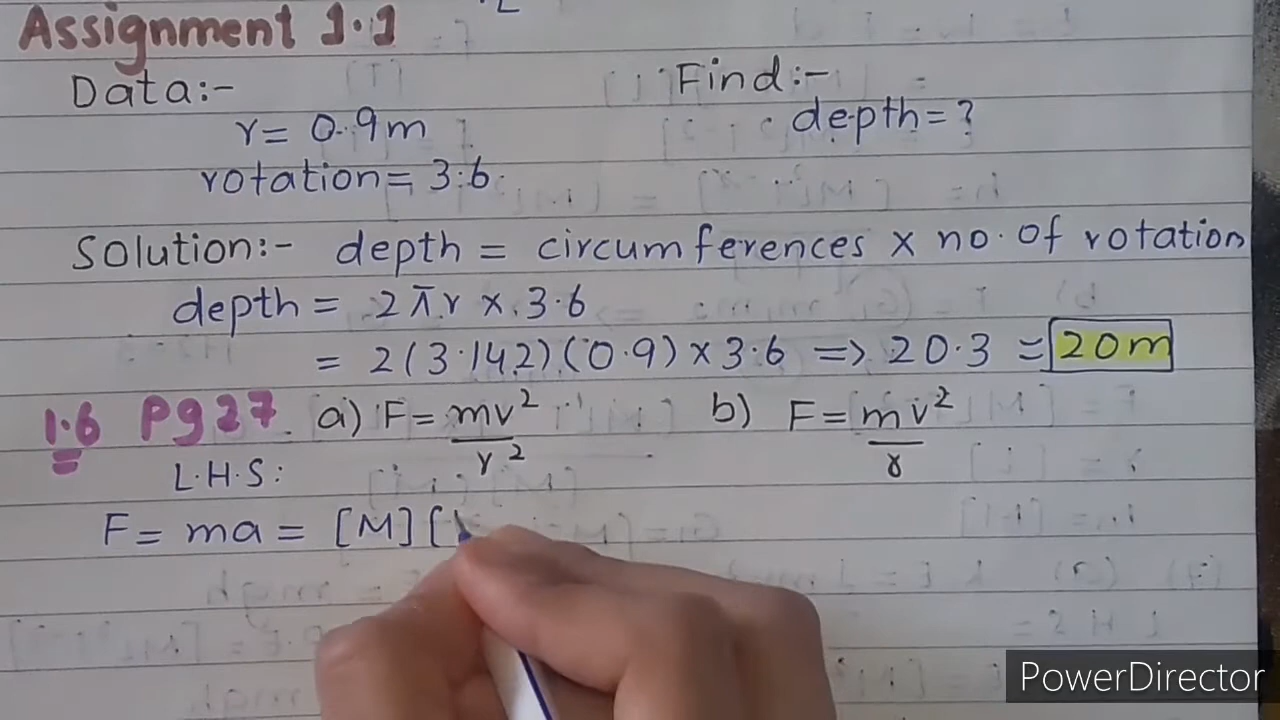 Assignment 1.1
Data:- Find:-
r= 0.9m depth=?
rotation= 3.6
Solution:- depth = circumferences × no. of rotation
depth = 2πr × 3.6
= 2(3.142)(0.9)×3.6 => 20.3 = 20m
1.6 Pg27. a) F= mv²/r² b) F= mv²/r
L.H.S:
F= ma = [M][
PowerDirector